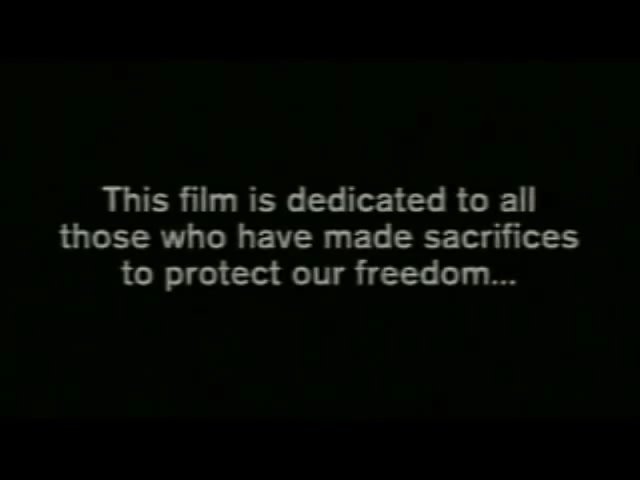 This film is dedicated to all
those who have made sacrifices
to protect our freedom...